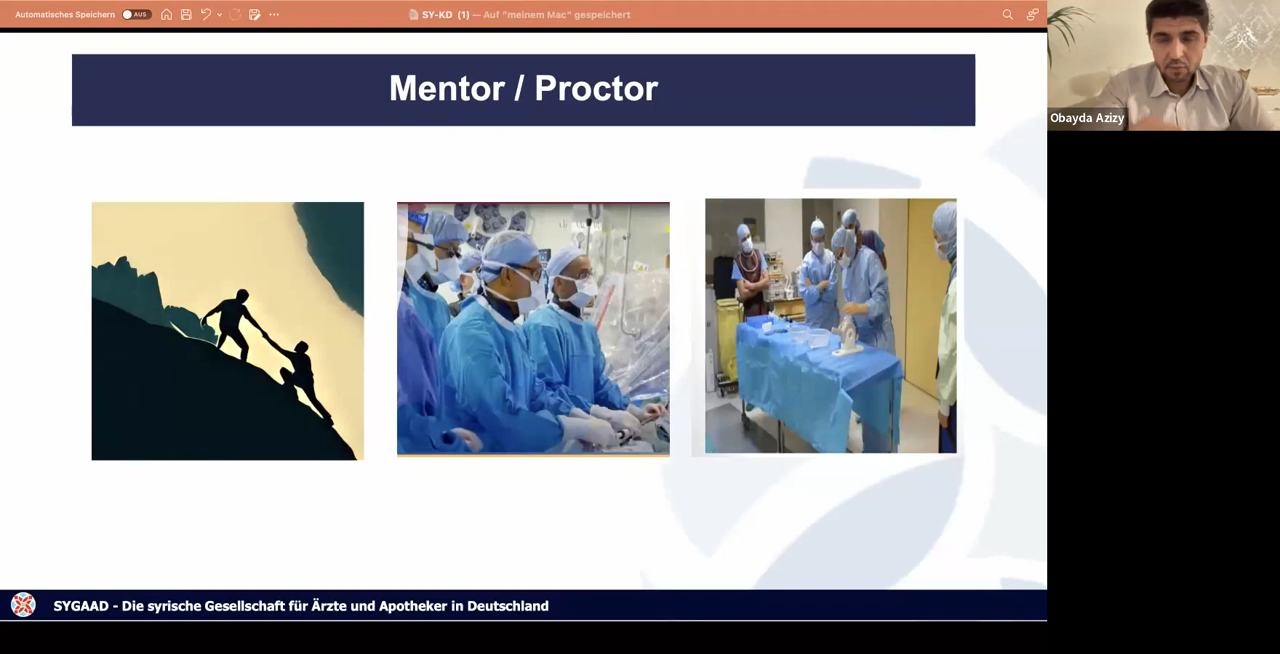 Automatisches Speichern AUS
SY-KD (1) — Auf "meinem Mac" gespeichert
Mentor / Proctor
Obayda Azizy
SYGAAD - Die syrische Gesellschaft für Ärzte und Apotheker in Deutschland